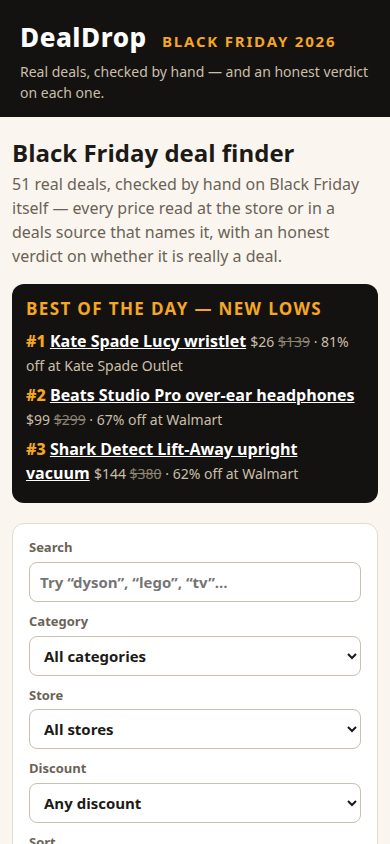 DealDrop BLACK FRIDAY 2026
Real deals, checked by hand — and an honest verdict
on each one.
Black Friday deal finder
51 real deals, checked by hand on Black Friday
itself — every price read at the store or in a
deals source that names it, with an honest
verdict on whether it is really a deal.
BEST OF THE DAY — NEW LOWS
#1 Kate Spade Lucy wristlet $26 $139 · 81%
off at Kate Spade Outlet
#2 Beats Studio Pro over-ear headphones
$99 $299 · 67% off at Walmart
#3 Shark Detect Lift-Away upright
vacuum $144 $380 · 62% off at Walmart
Search
Try “dyson”, “lego”, “tv”…
Category
All categories
Store
All stores
Discount
Any discount
Sort